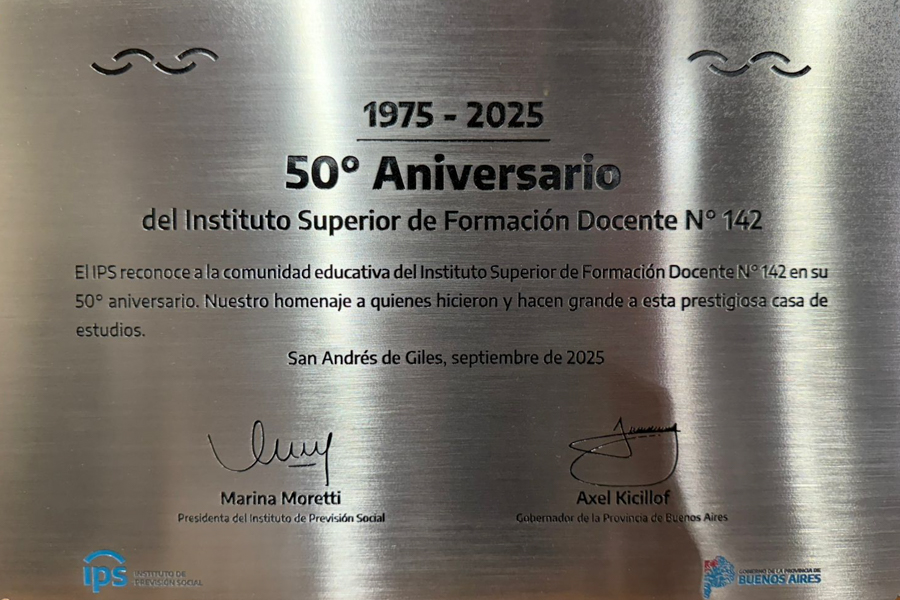 1975 - 2025
50° Aniversario
del Instituto Superior de Formación Docente N° 142
El IPS reconoce a la comunidad educativa del Instituto Superior de Formación Docente N° 142 en su
50° aniversario. Nuestro homenaje a quienes hicieron y hacen grande a esta prestigiosa casa de
estudios.
San Andrés de Giles, septiembre de 2025
Marina Moretti
Presidenta del Instituto de Previsión Social
Axel Kicillof
Gobernador de la Provincia de Buenos Aires
ips
INSTITUTO DE
PREVISIÓN SOCIAL
GOBIERNO DE LA PROVINCIA DE
BUENOS AIRES